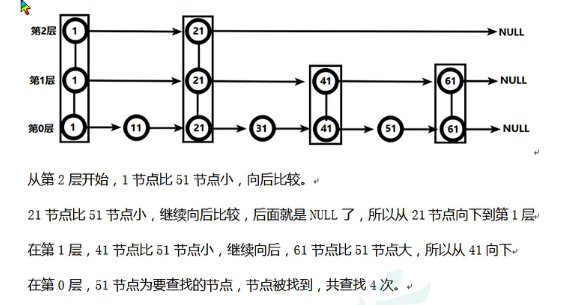 第2层 1 21 NULL
第1层 1 21 41 61 NULL
第0层 1 11 21 31 41 51 61 NULL
从第 2 层开始，1 节点比 51 节点小，向后比较。
21 节点比 51 节点小，继续向后比较，后面就是 NULL 了，所以从 21 节点向下到第 1 层
在第 1 层，41 节点比 51 节点小，继续向后，61 节点比 51 节点大，所以从 41 向下
在第 0 层，51 节点为要查找的节点，节点被找到，共查找 4 次。